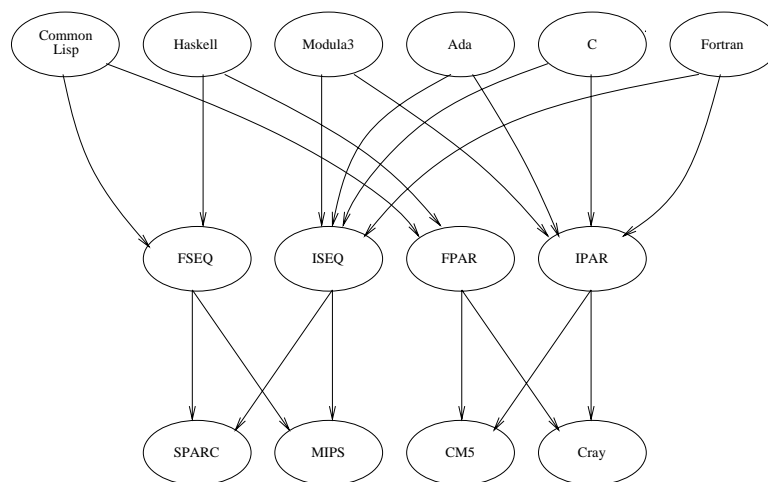 Common
Lisp
Haskell
Modula3
Ada
C
Fortran
FSEQ
ISEQ
FPAR
IPAR
SPARC
MIPS
CM5
Cray